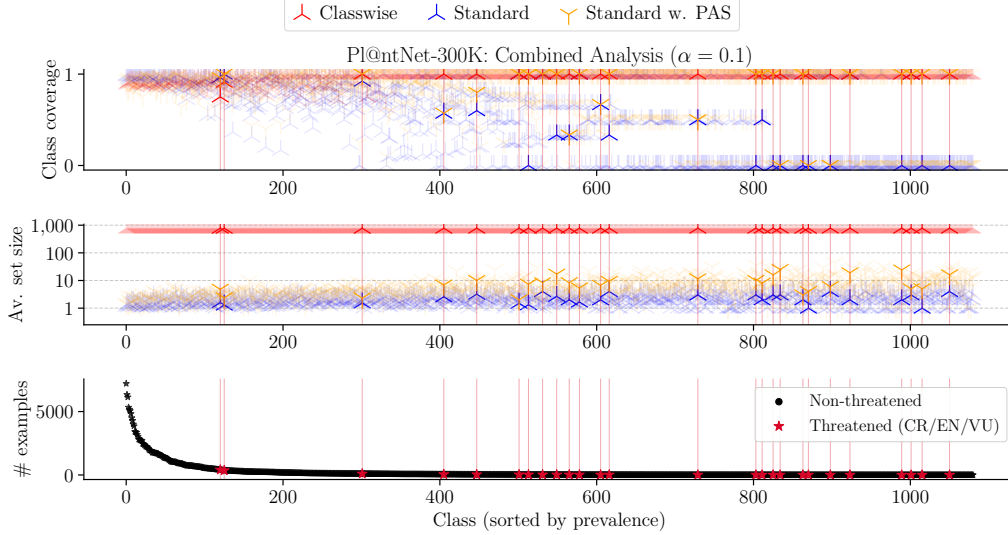 Classwise Standard Standard w. PAS
Pl@ntNet-300K: Combined Analysis (α = 0.1)
Class coverage
1
0
0 200 400 600 800 1000
Av. set size
1,000
100
10
1
0 200 400 600 800 1000
# examples
5000
0
Non-threatened
Threatened (CR/EN/VU)
0 200 400 600 800 1000
Class (sorted by prevalence)